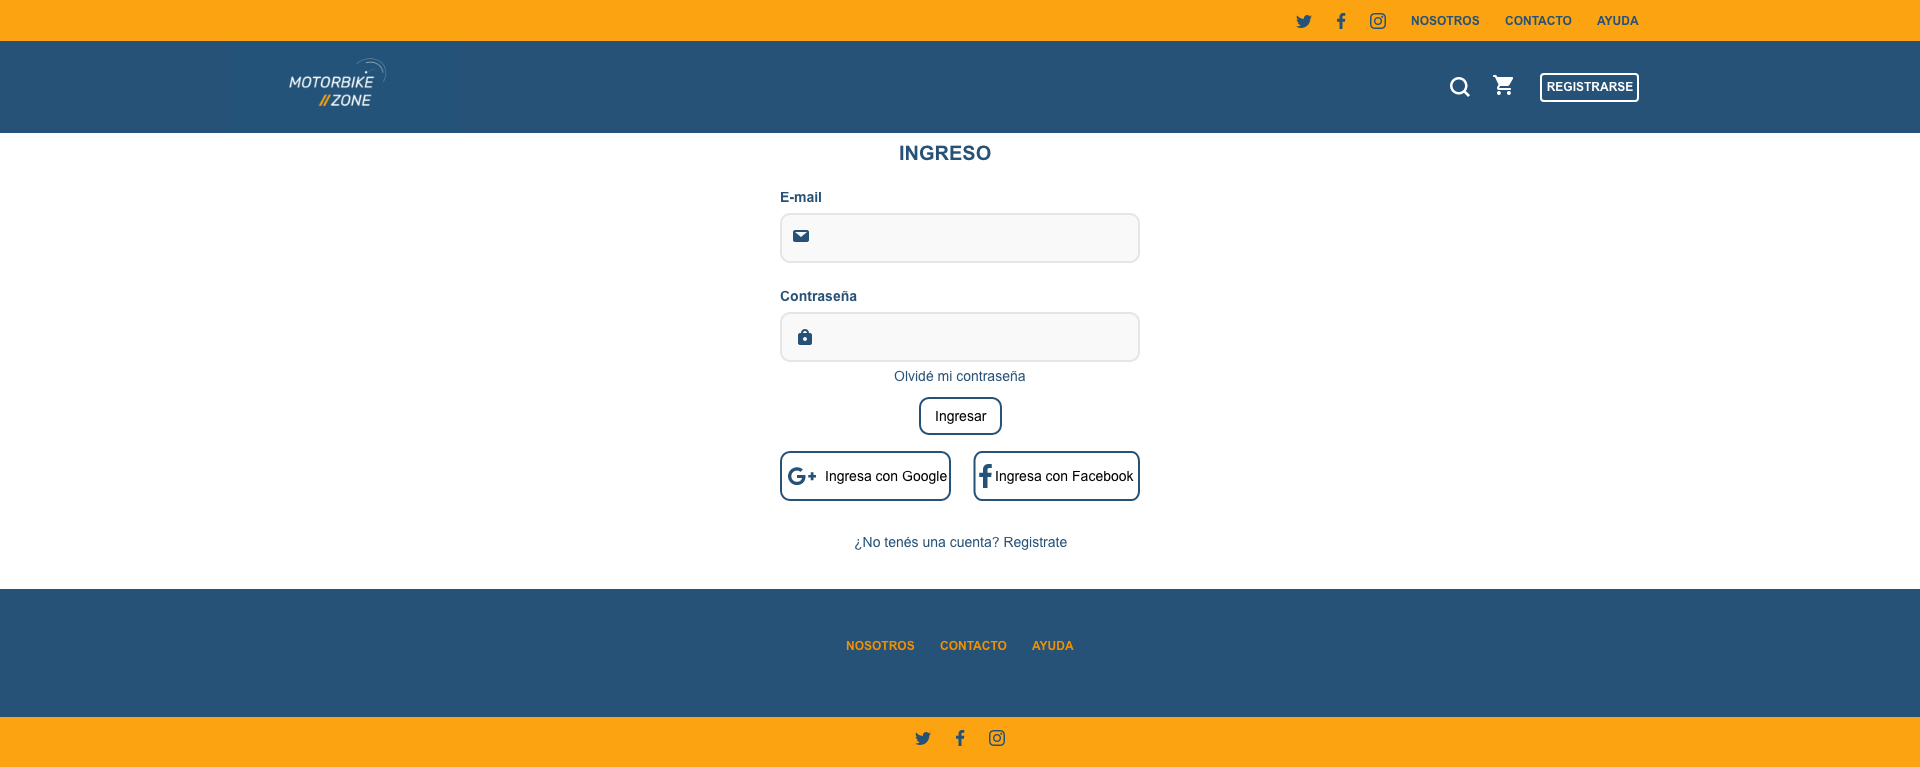 NOSOTROS CONTACTO AYUDA
MOTORBIKE
//ZONE
REGISTRARSE
INGRESO
E-mail
Contraseña
Olvidé mi contraseña
Ingresar
Ingresa con Google Ingresa con Facebook
¿No tenés una cuenta? Registrate
NOSOTROS CONTACTO AYUDA